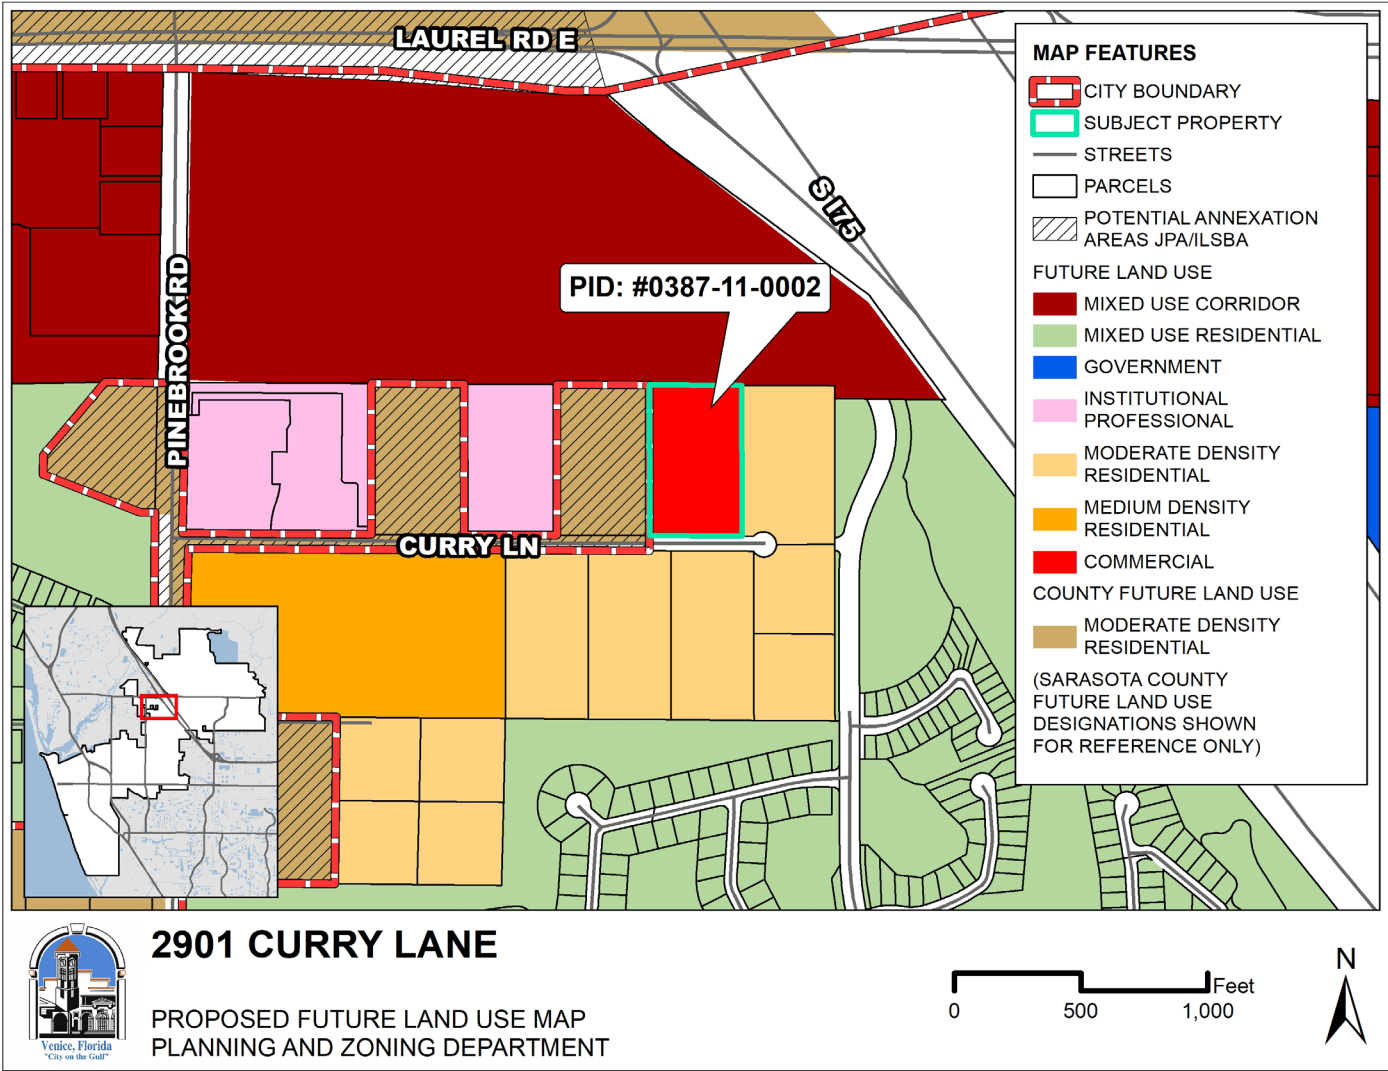 LAUREL RD E
S I75
PINEBROOK RD
PID: #0387-11-0002
CURRY LN
MAP FEATURES
CITY BOUNDARY
SUBJECT PROPERTY
STREETS
PARCELS
POTENTIAL ANNEXATION
AREAS JPA/ILSBA
FUTURE LAND USE
MIXED USE CORRIDOR
MIXED USE RESIDENTIAL
GOVERNMENT
INSTITUTIONAL
PROFESSIONAL
MODERATE DENSITY
RESIDENTIAL
MEDIUM DENSITY
RESIDENTIAL
COMMERCIAL
COUNTY FUTURE LAND USE
MODERATE DENSITY
RESIDENTIAL
(SARASOTA COUNTY
FUTURE LAND USE
DESIGNATIONS SHOWN
FOR REFERENCE ONLY)
2901 CURRY LANE
PROPOSED FUTURE LAND USE MAP
PLANNING AND ZONING DEPARTMENT
Venice, Florida
"City on the Gulf"
Feet
0 500 1,000
N